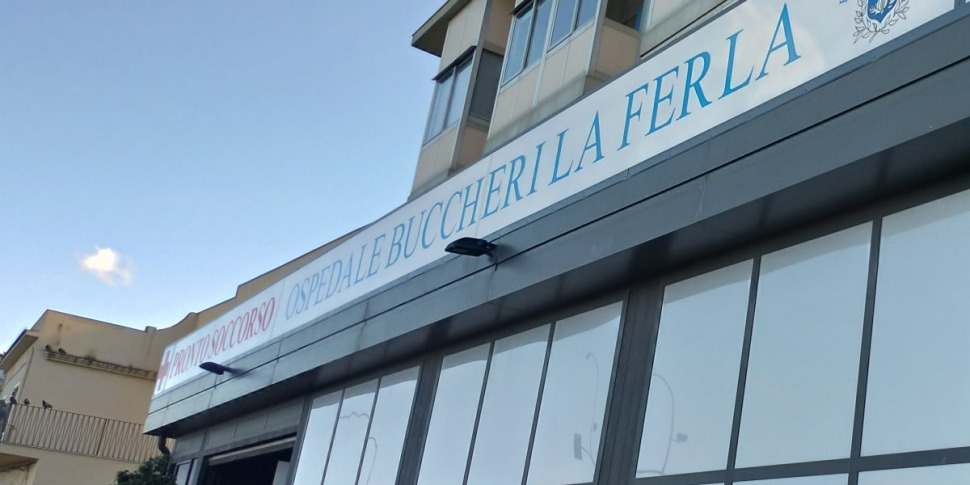 PRONTO SOCCORSO | OSPEDALE BUCCHERI LA FERLA